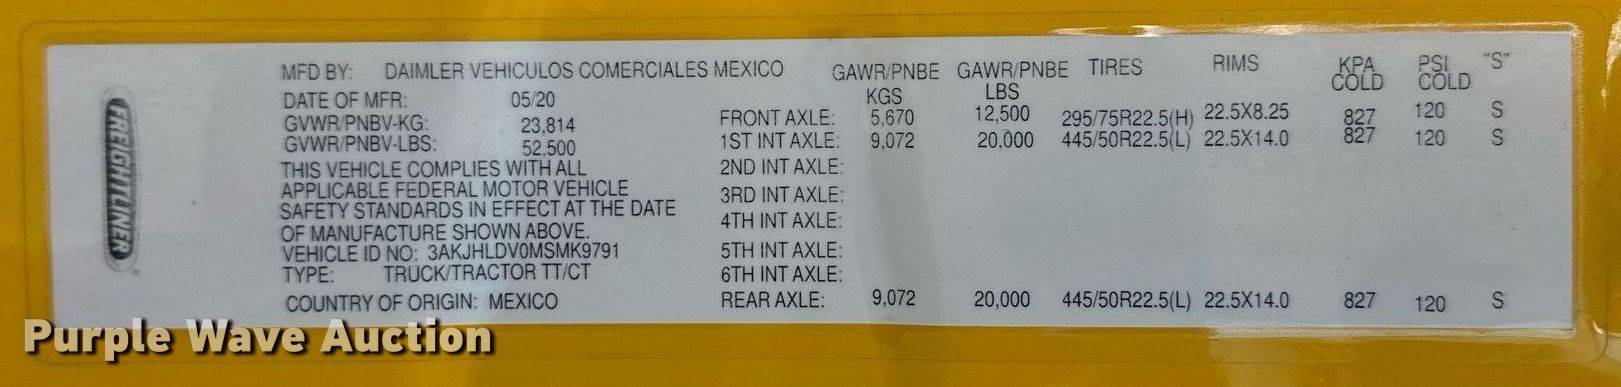 FREIGHTLINER
MFD BY: DAIMLER VEHICULOS COMERCIALES MEXICO
DATE OF MFR: 05/20
GVWR/PNBV-KG: 23,814
GVWR/PNBV-LBS: 52,500
THIS VEHICLE COMPLIES WITH ALL
APPLICABLE FEDERAL MOTOR VEHICLE
SAFETY STANDARDS IN EFFECT AT THE DATE
OF MANUFACTURE SHOWN ABOVE.
VEHICLE ID NO: 3AKJHLDV0MSMK9791
TYPE: TRUCK/TRACTOR TT/CT
COUNTRY OF ORIGIN: MEXICO
GAWR/PNBE GAWR/PNBE TIRES RIMS KPA PSI "S"
KGS LBS COLD COLD
FRONT AXLE: 5,670 12,500 295/75R22.5(H) 22.5X8.25 827 120 S
1ST INT AXLE: 9,072 20,000 445/50R22.5(L) 22.5X14.0 827 120 S
2ND INT AXLE:
3RD INT AXLE:
4TH INT AXLE:
5TH INT AXLE:
6TH INT AXLE:
REAR AXLE: 9,072 20,000 445/50R22.5(L) 22.5X14.0 827 120 S
Purple Wave Auction